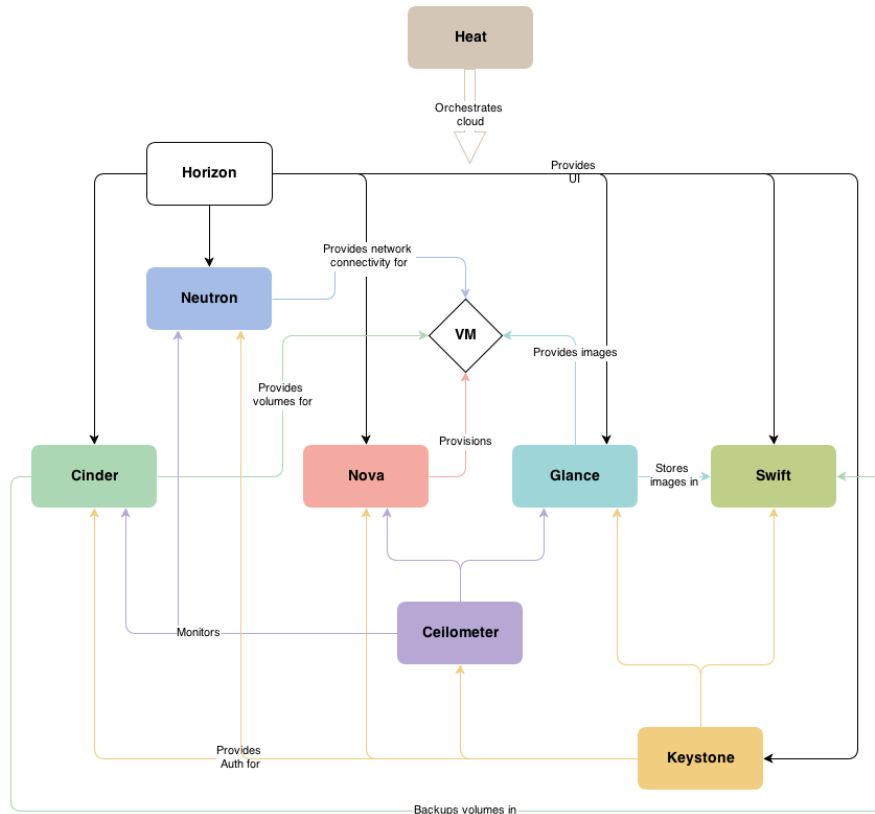 Heat
Orchestrates
cloud
Horizon
Provides
UI
Provides network
connectivity for
Neutron
VM
Provides images
Provides
volumes for
Provisions
Cinder
Nova
Glance
Stores
images in
Swift
Ceilometer
Monitors
Provides
Auth for
Keystone
Backups volumes in